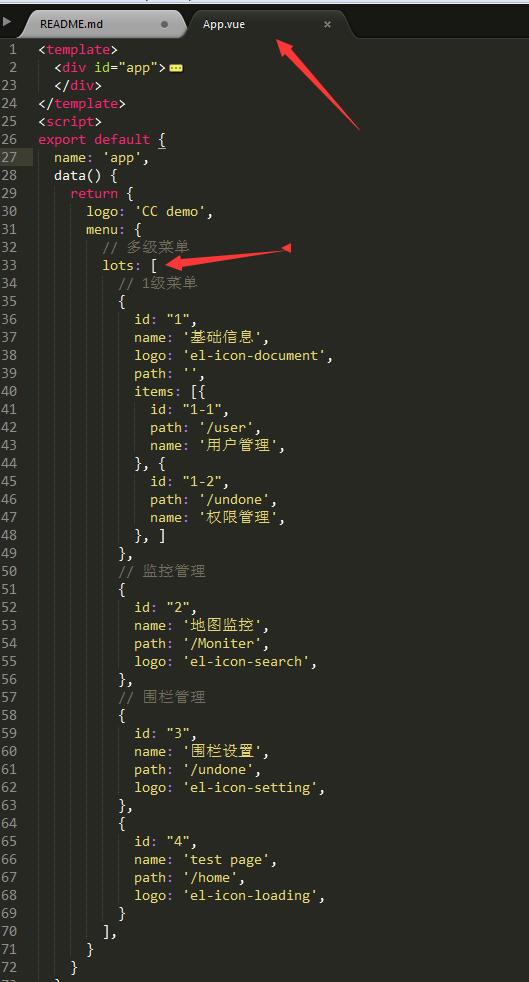 README.md
App.vue
1 <template>
2 <div id="app">
23 </div>
24 </template>
25 <script>
26 export default {
27 name: 'app',
28 data() {
29 return {
30 logo: 'CC demo',
31 menu: {
32 // 多级菜单
33 lots: [
34 // 1级菜单
35 {
36 id: "1",
37 name: '基础信息',
38 logo: 'el-icon-document',
39 path: '',
40 items: [{
41 id: "1-1",
42 path: '/user',
43 name: '用户管理',
44 }, {
45 id: "1-2",
46 path: '/undone',
47 name: '权限管理',
48 }, ]
49 },
50 // 监控管理
51 {
52 id: "2",
53 name: '地图监控',
54 path: '/Moniter',
55 logo: 'el-icon-search',
56 },
57 // 围栏管理
58 {
59 id: "3",
60 name: '围栏设置',
61 path: '/undone',
62 logo: 'el-icon-setting',
63 },
64 {
65 id: "4",
66 name: 'test page',
67 path: '/home',
68 logo: 'el-icon-loading',
69 }
70 ],
71 }
72 }